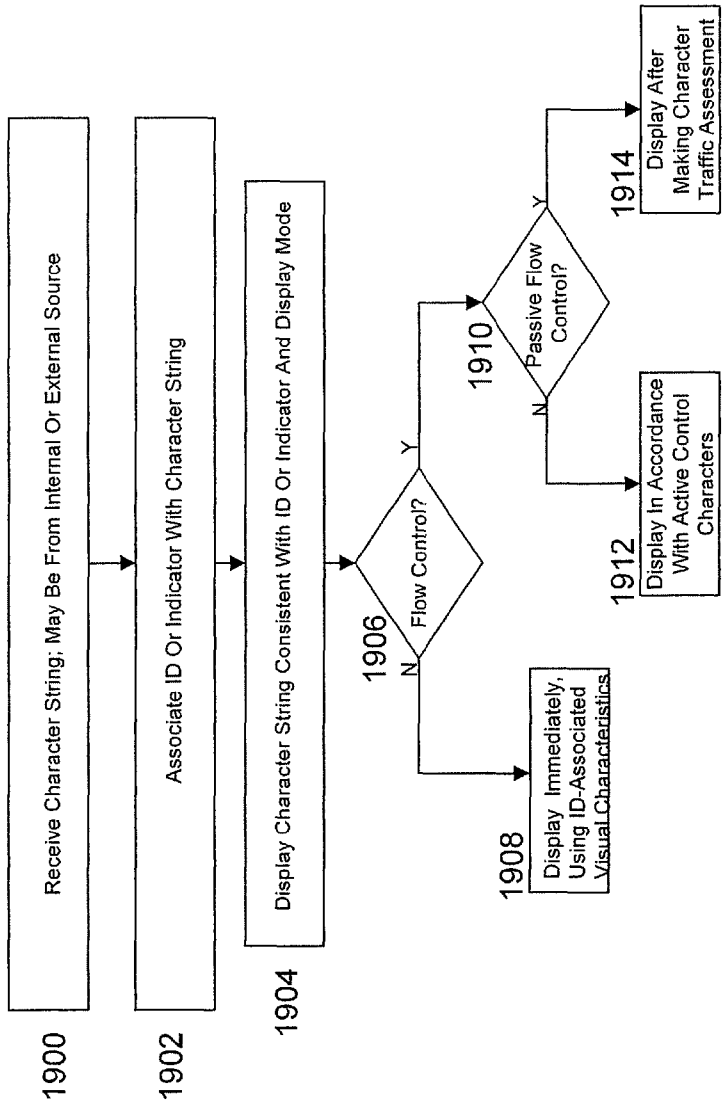 1900
Receive Character String; May Be From Internal Or External Source
1902
Associate ID Or Indicator With Character String
1904
Display Character String Consistent With ID Or Indicator And Display Mode
1906
Flow Control?
N
Y
1908
Display Immediately,
Using ID-Associated
Visual Characteristics
1910
Passive Flow
Control?
N
Y
1912
Display In Accordance
With Active Control
Characters
1914
Display After
Making Character
Traffic Assessment